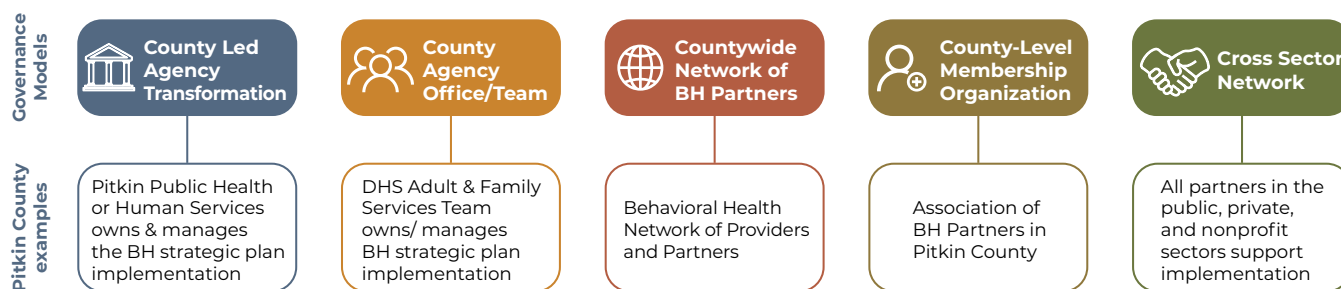 Governance
Models
County Led
Agency
Transformation
County
Agency
Office/Team
Countywide
Network of
BH Partners
County-Level
Membership
Organization
Cross Sector
Network
Pitkin County
examples
Pitkin Public Health
or Human Services
owns & manages
the BH strategic plan
implementation
DHS Adult & Family
Services Team
owns/ manages
BH strategic plan
implementation
Behavioral Health
Network of Providers
and Partners
Association of
BH Partners in
Pitkin County
All partners in the
public, private,
and nonprofit
sectors support
implementation